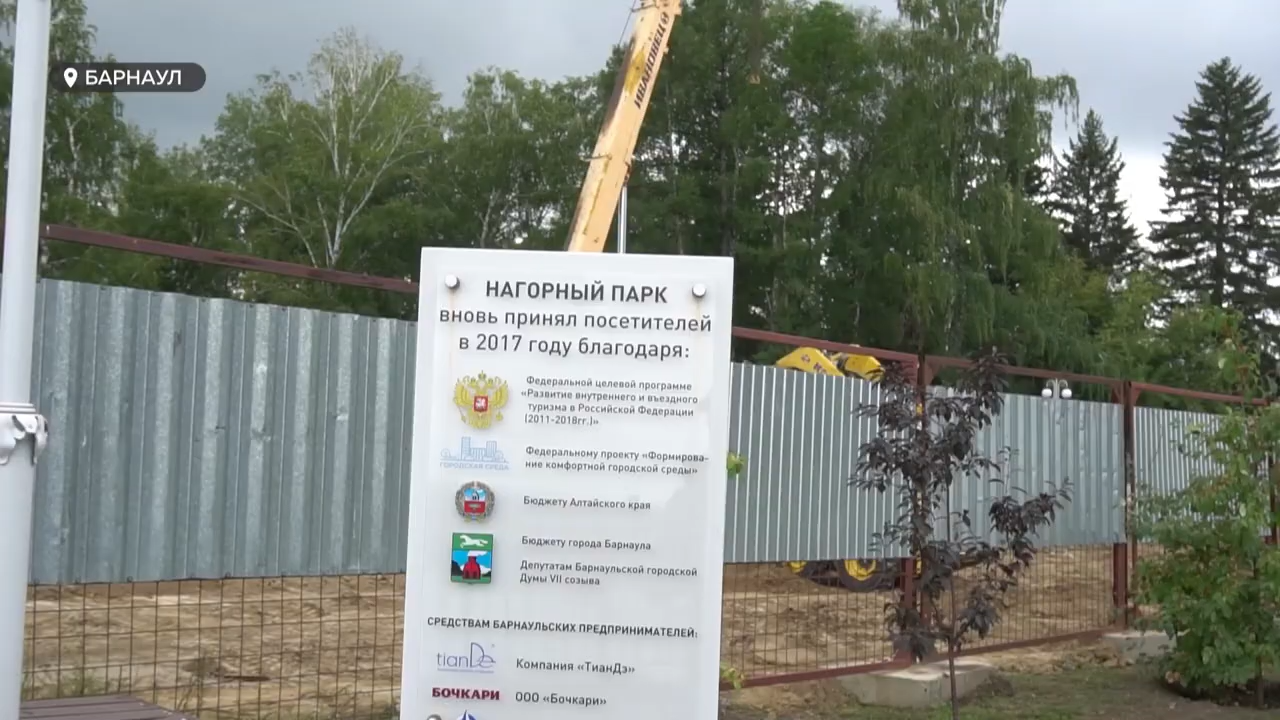 БАРНАУЛ
ИВАНОВЕЦ
НАГОРНЫЙ ПАРК
вновь принял посетителей
в 2017 году благодаря:
Федеральной целевой программе
«Развитие внутреннего и въездного
туризма в Российской Федерации
(2011-2018гг.)»
ГОРОДСКАЯ СРЕДА
Федеральному проекту «Формирова-
ние комфортной городской среды»
Бюджету Алтайского края
Бюджету города Барнаула
Депутатам Барнаульской городской
Думы VII созыва
СРЕДСТВАМ БАРНАУЛЬСКИХ ПРЕДПРИНИМАТЕЛЕЙ:
tianDe
Компания «ТианДэ»
БОЧКАРИ
ООО «Бочкари»